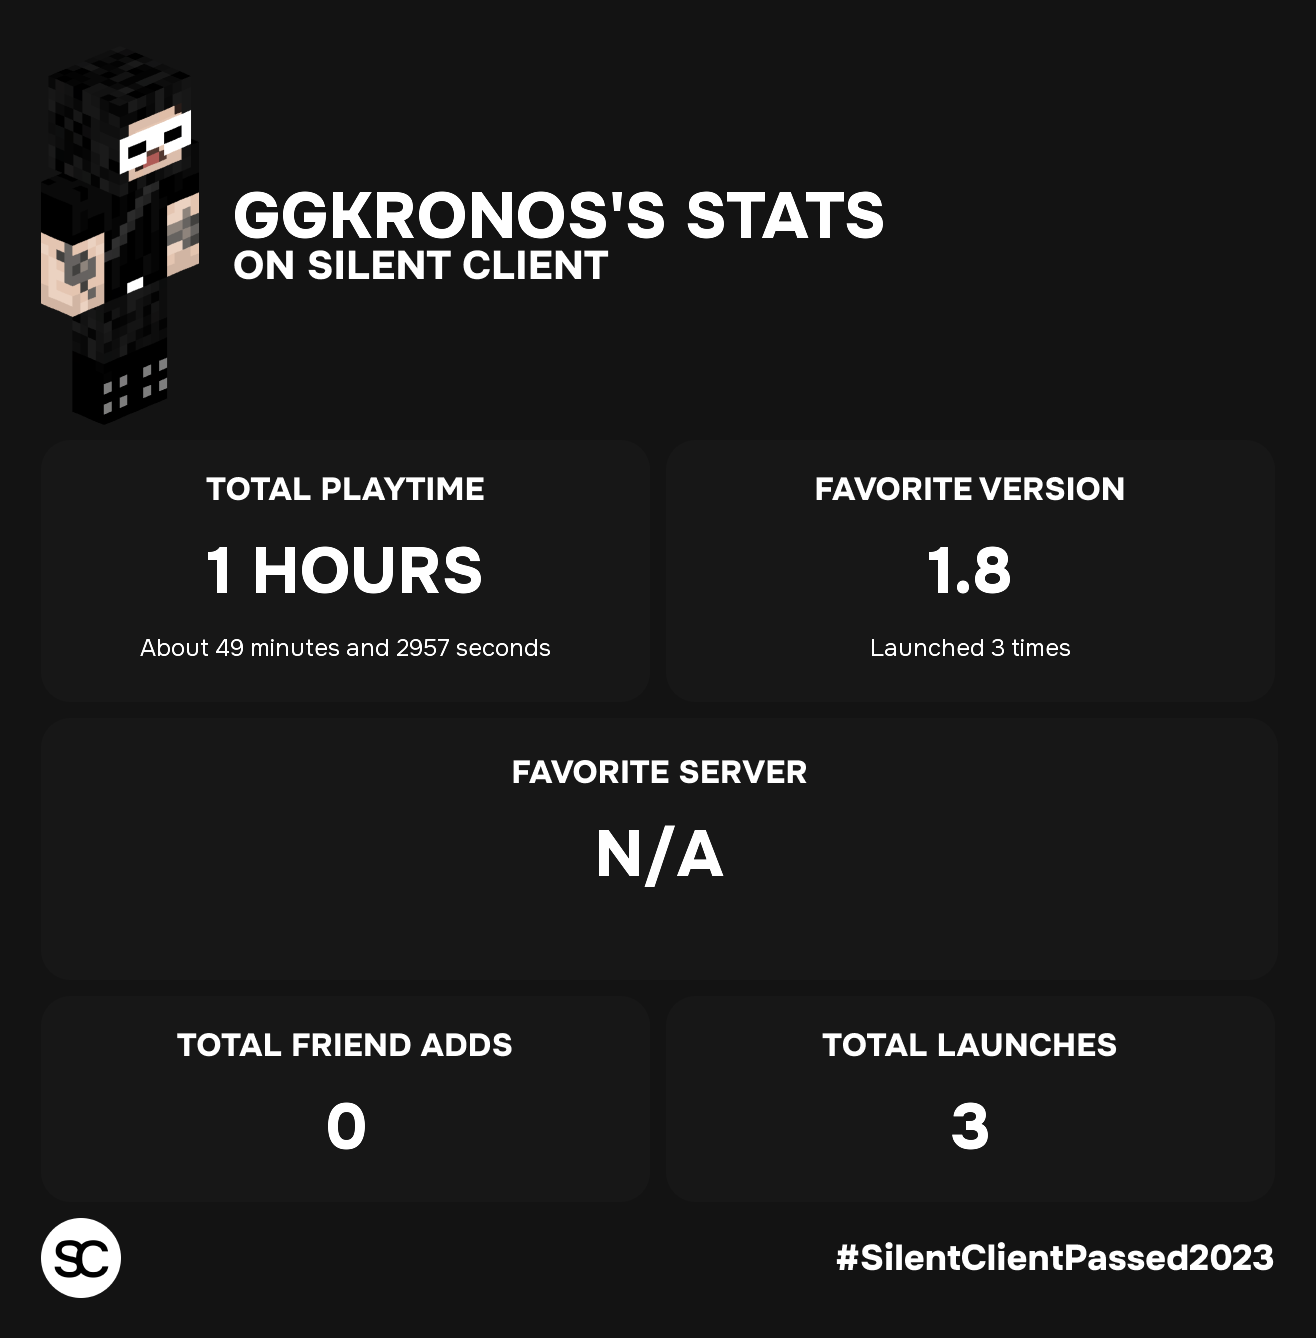 GGKRONOS'S STATS
ON SILENT CLIENT
TOTAL PLAYTIME
1 HOURS
About 49 minutes and 2957 seconds
FAVORITE VERSION
1.8
Launched 3 times
FAVORITE SERVER
N/A
TOTAL FRIEND ADDS
0
TOTAL LAUNCHES
3
SC
#SilentClientPassed2023